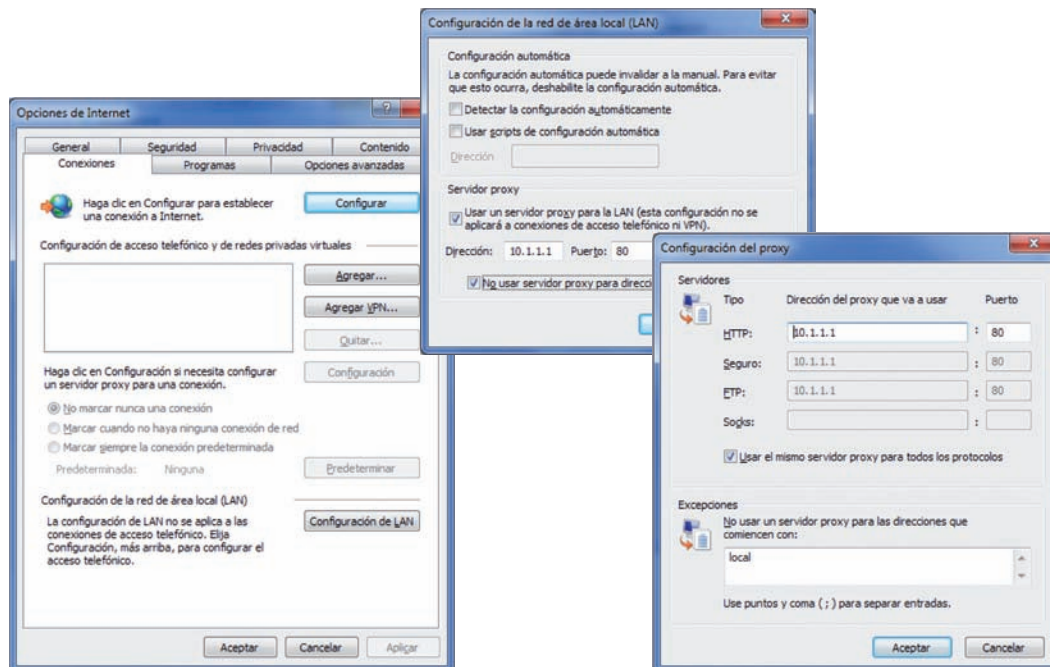 Opciones de Internet
General Seguridad Privacidad Contenido
Conexiones Programas Opciones avanzadas
Haga clic en Configurar para establecer
una conexión a Internet.
Configurar
Configuración de acceso telefónico y de redes privadas virtuales
Agregar...
Agregar VPN...
Quitar...
Haga clic en Configuración si necesita configurar
un servidor proxy para una conexión.
Configuración
No marcar nunca una conexión
Marcar cuando no haya ninguna conexión de red
Marcar siempre la conexión predeterminada
Predeterminada: Ninguna
Predeterminar
Configuración de la red de área local (LAN)
La configuración de LAN no se aplica a las
conexiones de acceso telefónico. Elija
Configuración, más arriba, para configurar el
acceso telefónico.
Configuración de LAN
Aceptar Cancelar Aplicar
Configuración de la red de área local (LAN)
Configuración automática
La configuración automática puede invalidar a la manual. Para evitar
que esto ocurra, deshabilite la configuración automática.
Detectar la configuración automáticamente
Usar scripts de configuración automática
Dirección
Servidor proxy
Usar un servidor proxy para la LAN (esta configuración no se
aplicará a conexiones de acceso telefónico ni VPN).
Dirección: 10.1.1.1 Puerto: 80
No usar servidor proxy para
Configuración del proxy
Servidores
Tipo Dirección del proxy que va a usar Puerto
HTTP: 10.1.1.1 : 80
Seguro: 10.1.1.1 : 80
FTP: 10.1.1.1 : 80
Socks: :
Usar el mismo servidor proxy para todos los protocolos
Excepciones
No usar un servidor proxy para las direcciones que
comiencen con:
local
Use puntos y coma ( ; ) para separar entradas.
Aceptar Cancelar